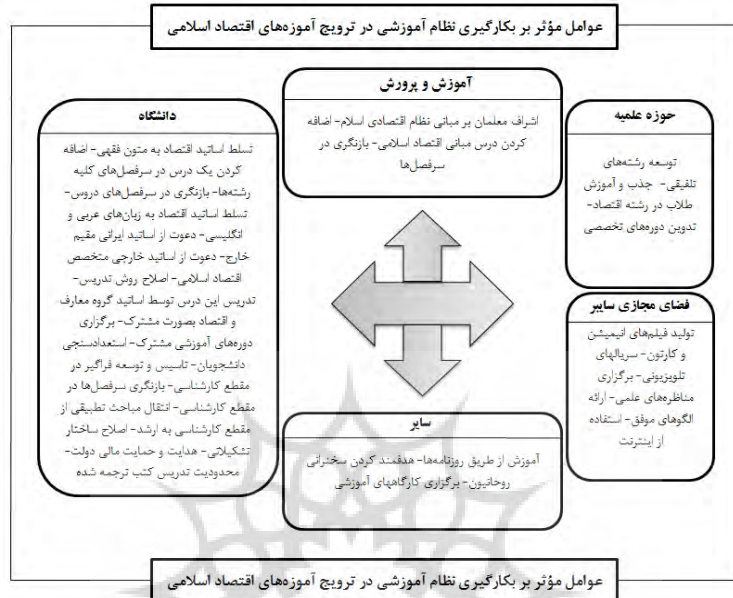 عوامل مؤثر بر بکارگیری نظام آموزشی در ترویج آموزه‌های اقتصاد اسلامی
آموزش و پرورش
اشراف معلمان بر مبانی نظام اقتصادی اسلام- اضافه
کردن درس مبانی اقتصاد اسلامی- بازنگری در
سرفصل‌ها
حوزه علمیه
توسعه رشته‌های
تلفیقی- جذب و آموزش
طلاب در رشته اقتصاد-
تدوین دوره‌های تخصصی
دانشگاه
تسلط اساتید اقتصاد به متون فقهی- اضافه
کردن یک درس در سرفصل‌های کلیه
رشته‌ها- بازنگری در سرفصل‌های دروس-
تسلط اساتید اقتصاد به زبان‌های عربی و
انگلیسی- دعوت از اساتید ایرانی مقیم
خارج- دعوت از اساتید خارجی متخصص
اقتصاد اسلامی- اصلاح روش تدریس-
تدریس این درس توسط اساتید گروه معارف
و اقتصاد بصورت مشترک- برگزاری
دوره‌های آموزشی مشترک- استعدادسنجی
دانشجویان- تاسیس و توسعه فراگیر در
مقطع کارشناسی- بازنگری سرفصل‌ها در
مقطع کارشناسی- انتقال مباحث تطبیقی از
مقطع کارشناسی به ارشد- اصلاح ساختار
تشکیلاتی- هدایت و حمایت مالی دولت-
محدودیت تدریس کتب ترجمه شده
فضای مجازی سایبر
تولید فیلم‌های انیمیشن
و کارتون- سریالهای
تلویزیونی- برگزاری
مناظره‌های علمی- ارائه
الگوهای موفق- استفاده
از اینترنت
سایر
آموزش از طریق روزنامه‌ها- هدفمند کردن سخنرانی
روحانیون- برگزاری کارگاههای آموزشی
عوامل مؤثر بر بکارگیری نظام آموزشی در ترویج آموزه‌های اقتصاد اسلامی